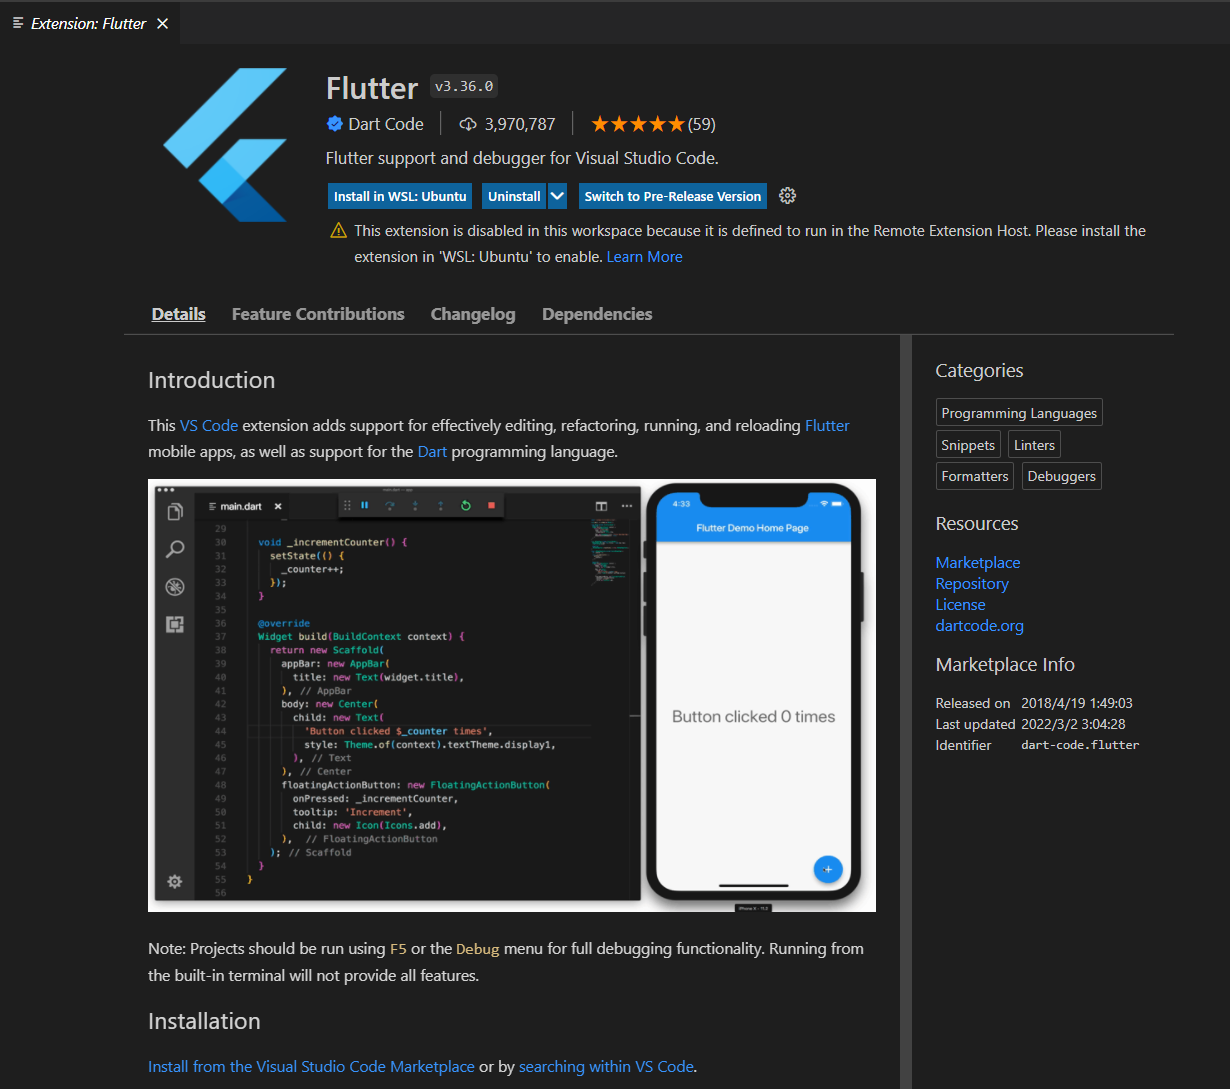 Extension: Flutter
Flutter v3.36.0
Dart Code 3,970,787 (59)
Flutter support and debugger for Visual Studio Code.
Install in WSL: Ubuntu Uninstall Switch to Pre-Release Version
This extension is disabled in this workspace because it is defined to run in the Remote Extension Host. Please install the
extension in 'WSL: Ubuntu' to enable. Learn More
Details Feature Contributions Changelog Dependencies
Introduction
This VS Code extension adds support for effectively editing, refactoring, running, and reloading Flutter
mobile apps, as well as support for the Dart programming language.
main.dart
29
30 void _incrementCounter() {
31 setState(() {
32 _counter++;
33 });
34 }
35
36 @override
37 Widget build(BuildContext context) {
38 return new Scaffold(
39 appBar: new AppBar(
40 title: new Text(widget.title),
41 ), // AppBar
42 body: new Center(
43 child: new Text(
44 'Button clicked $_counter times',
45 style: Theme.of(context).textTheme.display1,
46 ), // Text
47 ), // Center
48 floatingActionButton: new FloatingActionButton(
49 onPressed: _incrementCounter,
50 tooltip: 'Increment',
51 child: new Icon(Icons.add),
52 ), // FloatingActionButton
53 ); // Scaffold
54 }
55 }
56
4:33
Flutter Demo Home Page
Button clicked 0 times
Note: Projects should be run using F5 or the Debug menu for full debugging functionality. Running from
the built-in terminal will not provide all features.
Installation
Install from the Visual Studio Code Marketplace or by searching within VS Code.
Categories
Programming Languages
Snippets Linters
Formatters Debuggers
Resources
Marketplace
Repository
License
dartcode.org
Marketplace Info
Released on 2018/4/19 1:49:03
Last updated 2022/3/2 3:04:28
Identifier dart-code.flutter